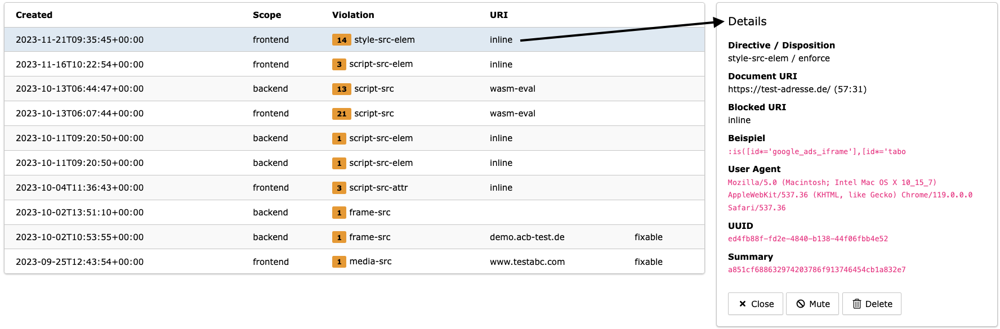 Created Scope Violation URI
2023-11-21T09:35:45+00:00 frontend 14 style-src-elem inline
2023-11-16T10:22:54+00:00 frontend 3 script-src-elem inline
2023-10-13T06:44:47+00:00 backend 13 script-src wasm-eval
2023-10-13T06:07:44+00:00 frontend 21 script-src wasm-eval
2023-10-11T09:20:50+00:00 backend 1 script-src-elem inline
2023-10-11T09:20:50+00:00 backend 1 script-src-elem inline
2023-10-04T11:36:43+00:00 frontend 3 script-src-attr inline
2023-10-02T13:51:10+00:00 backend 1 frame-src
2023-10-02T10:53:55+00:00 backend 1 frame-src demo.acb-test.de fixable
2023-09-25T12:43:54+00:00 frontend 1 media-src www.testabc.com fixable
Details
Directive / Disposition
style-src-elem / enforce
Document URI
https://test-adresse.de/ (57:31)
Blocked URI
inline
Beispiel
:is([id*='google_ads_iframe'],[id*='tabo
User Agent
Mozilla/5.0 (Macintosh; Intel Mac OS X 10_15_7)
AppleWebKit/537.36 (KHTML, like Gecko) Chrome/119.0.0.0
Safari/537.36
UUID
ed4fb88f-fd2e-4840-b138-44f06fbb4e52
Summary
a851cf688632974203786f913746454cb1a832e7
Close Mute Delete